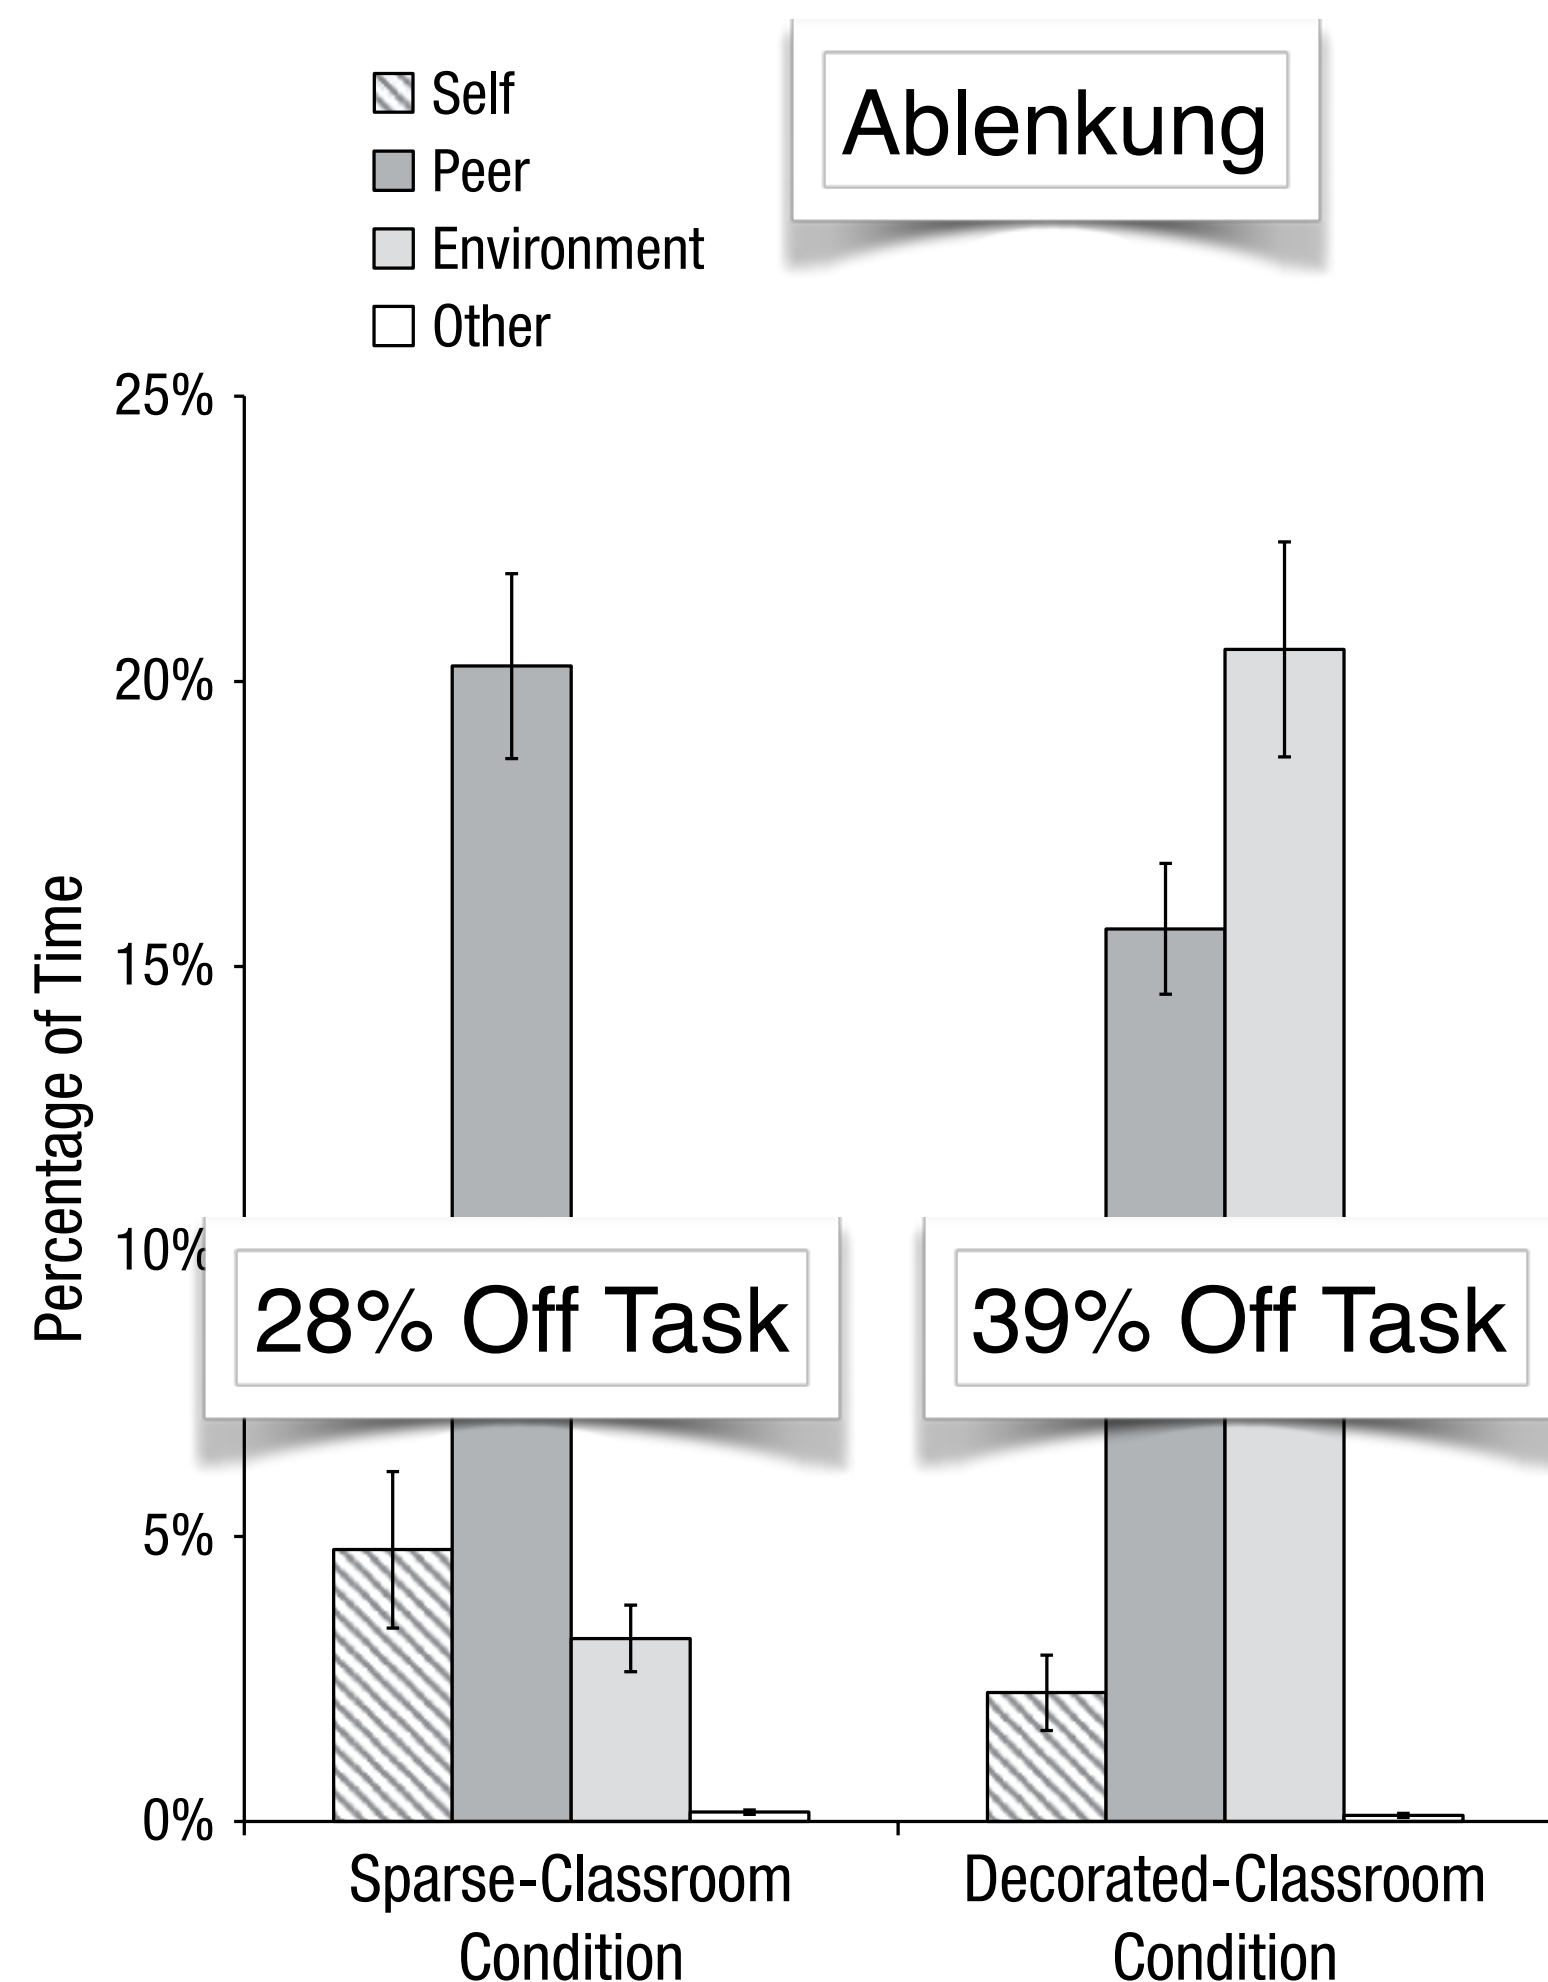 Self
Peer
Environment
Other
Ablenkung
25%
20%
15%
10%
5%
0%
Percentage of Time
28% Off Task
39% Off Task
Sparse-Classroom
Condition
Decorated-Classroom
Condition